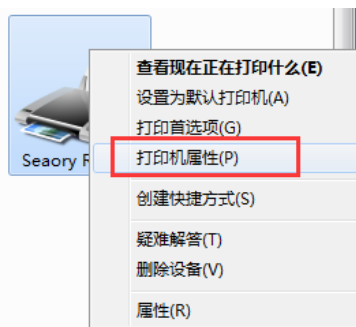 查看现在正在打印什么(E)
设置为默认打印机(A)
打印首选项(G)
打印机属性(P)
Seaory R
创建快捷方式(S)
疑难解答(T)
删除设备(V)
属性(R)